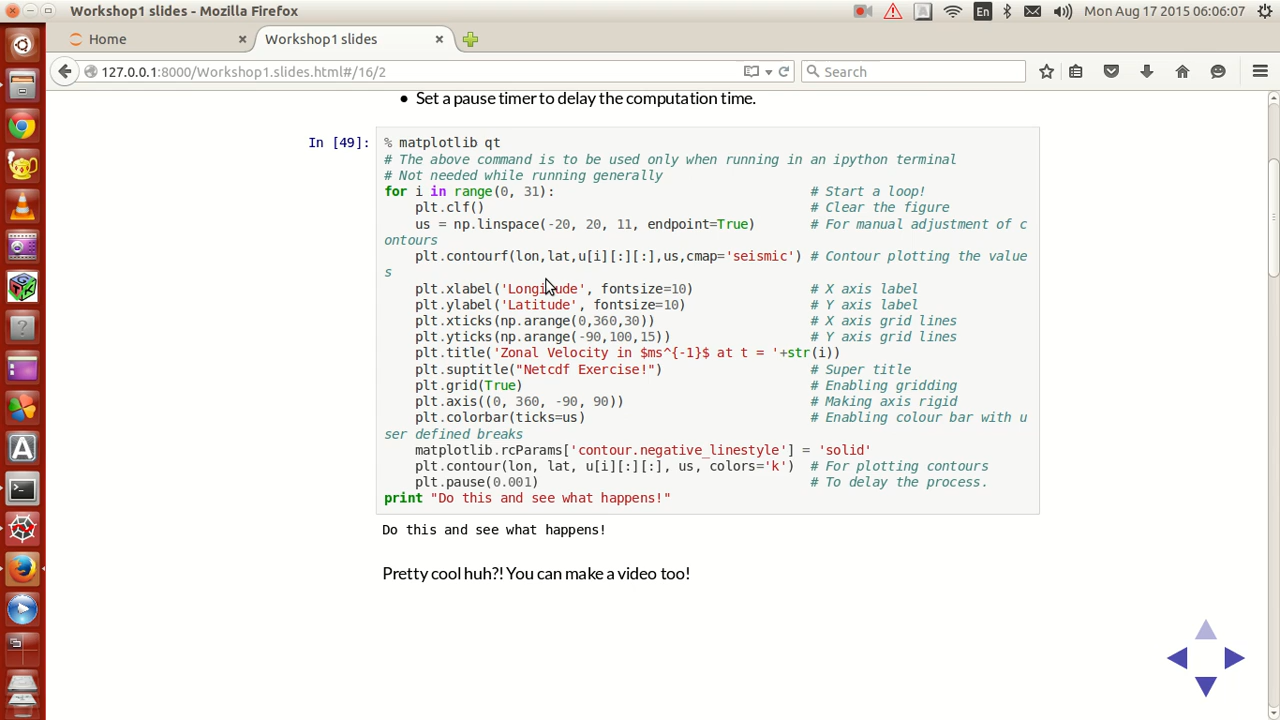 Workshop1 slides - Mozilla Firefox
En
Mon Aug 17 2015 06:06:07
Home
Workshop1 slides
127.0.0.1:8000/Workshop1.slides.html#/16/2
Search
Set a pause timer to delay the computation time.
In [49]:
% matplotlib qt
# The above command is to be used only when running in an ipython terminal
# Not needed while running generally
for i in range(0, 31): # Start a loop!
plt.clf() # Clear the figure
us = np.linspace(-20, 20, 11, endpoint=True) # For manual adjustment of c
ontours
plt.contourf(lon,lat,u[i][:][:],us,cmap='seismic') # Contour plotting the value
s
plt.xlabel('Longitude', fontsize=10) # X axis label
plt.ylabel('Latitude', fontsize=10) # Y axis label
plt.xticks(np.arange(0,360,30)) # X axis grid lines
plt.yticks(np.arange(-90,100,15)) # Y axis grid lines
plt.title('Zonal Velocity in $ms^{-1}$ at t = '+str(i))
plt.suptitle("Netcdf Exercise!") # Super title
plt.grid(True) # Enabling gridding
plt.axis((0, 360, -90, 90)) # Making axis rigid
plt.colorbar(ticks=us) # Enabling colour bar with u
ser defined breaks
matplotlib.rcParams['contour.negative_linestyle'] = 'solid'
plt.contour(lon, lat, u[i][:][:], us, colors='k') # For plotting contours
plt.pause(0.001) # To delay the process.
print "Do this and see what happens!"
Do this and see what happens!
Pretty cool huh?! You can make a video too!